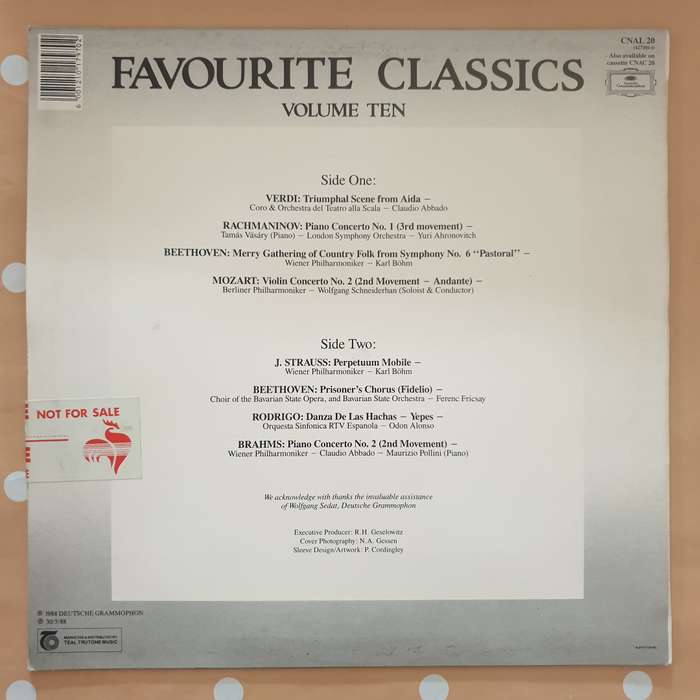 CNAL 20
Also available on
cassette CNAC 20
FAVOURITE CLASSICS
VOLUME TEN
Side One:
VERDI: Triumphal Scene from Aida –
Coro & Orchestra del Teatro alla Scala – Claudio Abbado
RACHMANINOV: Piano Concerto No. 1 (3rd movement) –
Tamás Vásáry (Piano) – London Symphony Orchestra – Yuri Ahronovitch
BEETHOVEN: Merry Gathering of Country Folk from Symphony No. 6 "Pastoral" –
Wiener Philharmoniker – Karl Böhm
MOZART: Violin Concerto No. 2 (2nd Movement – Andante) –
Berliner Philharmoniker – Wolfgang Schneiderhan (Soloist & Conductor)
Side Two:
J. STRAUSS: Perpetuum Mobile –
Wiener Philharmoniker – Karl Böhm
BEETHOVEN: Prisoner's Chorus (Fidelio) –
Choir of the Bavarian State Opera, and Bavarian State Orchestra – Ferenc Fricsay
RODRIGO: Danza De Las Hachas – Yepes –
Orquesta Sinfonica RTV Espanola – Odon Alonso
BRAHMS: Piano Concerto No. 2 (2nd Movement) –
Wiener Philharmoniker – Claudio Abbado – Maurizio Pollini (Piano)
NOT FOR SALE
We acknowledge with thanks the invaluable assistance
of Wolfgang Sedat, Deutsche Grammophon
Executive Producer: R.H. Geselowitz
Cover Photography: N.A. Gessen
Sleeve Design/Artwork: P. Cordingley
℗ 1988 DEUTSCHE GRAMMOPHON
℗ 30/5/88
MARKETED & DISTRIBUTED BY
TEAL TRUTONE MUSIC